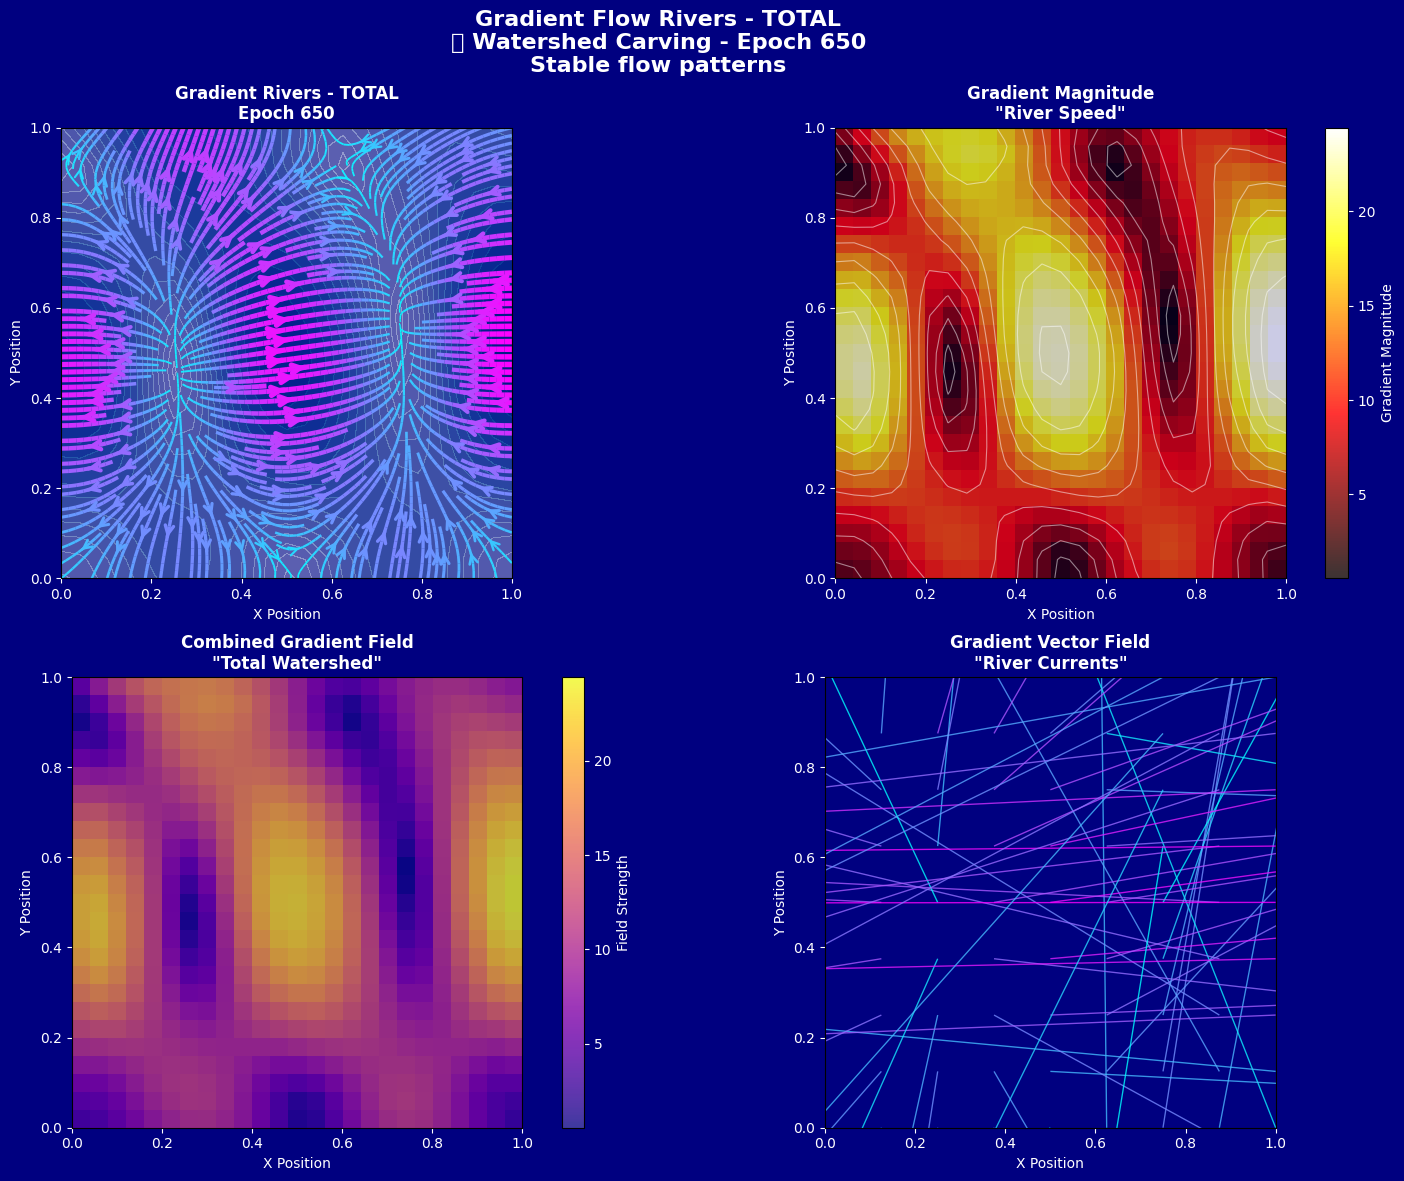 Gradient Flow Rivers - TOTAL
▯ Watershed Carving - Epoch 650
Stable flow patterns
Gradient Rivers - TOTAL
Epoch 650
1.0
0.8
0.6
0.4
0.2
0.0
Y Position
0.0 0.2 0.4 0.6 0.8 1.0
X Position
Gradient Magnitude
"River Speed"
1.0
0.8
0.6
0.4
0.2
0.0
Y Position
0.0 0.2 0.4 0.6 0.8 1.0
X Position
20
15
10
5
Gradient Magnitude
Combined Gradient Field
"Total Watershed"
1.0
0.8
0.6
0.4
0.2
0.0
Y Position
0.0 0.2 0.4 0.6 0.8 1.0
X Position
20
15
10
5
Field Strength
Gradient Vector Field
"River Currents"
1.0
0.8
0.6
0.4
0.2
0.0
Y Position
0.0 0.2 0.4 0.6 0.8 1.0
X Position